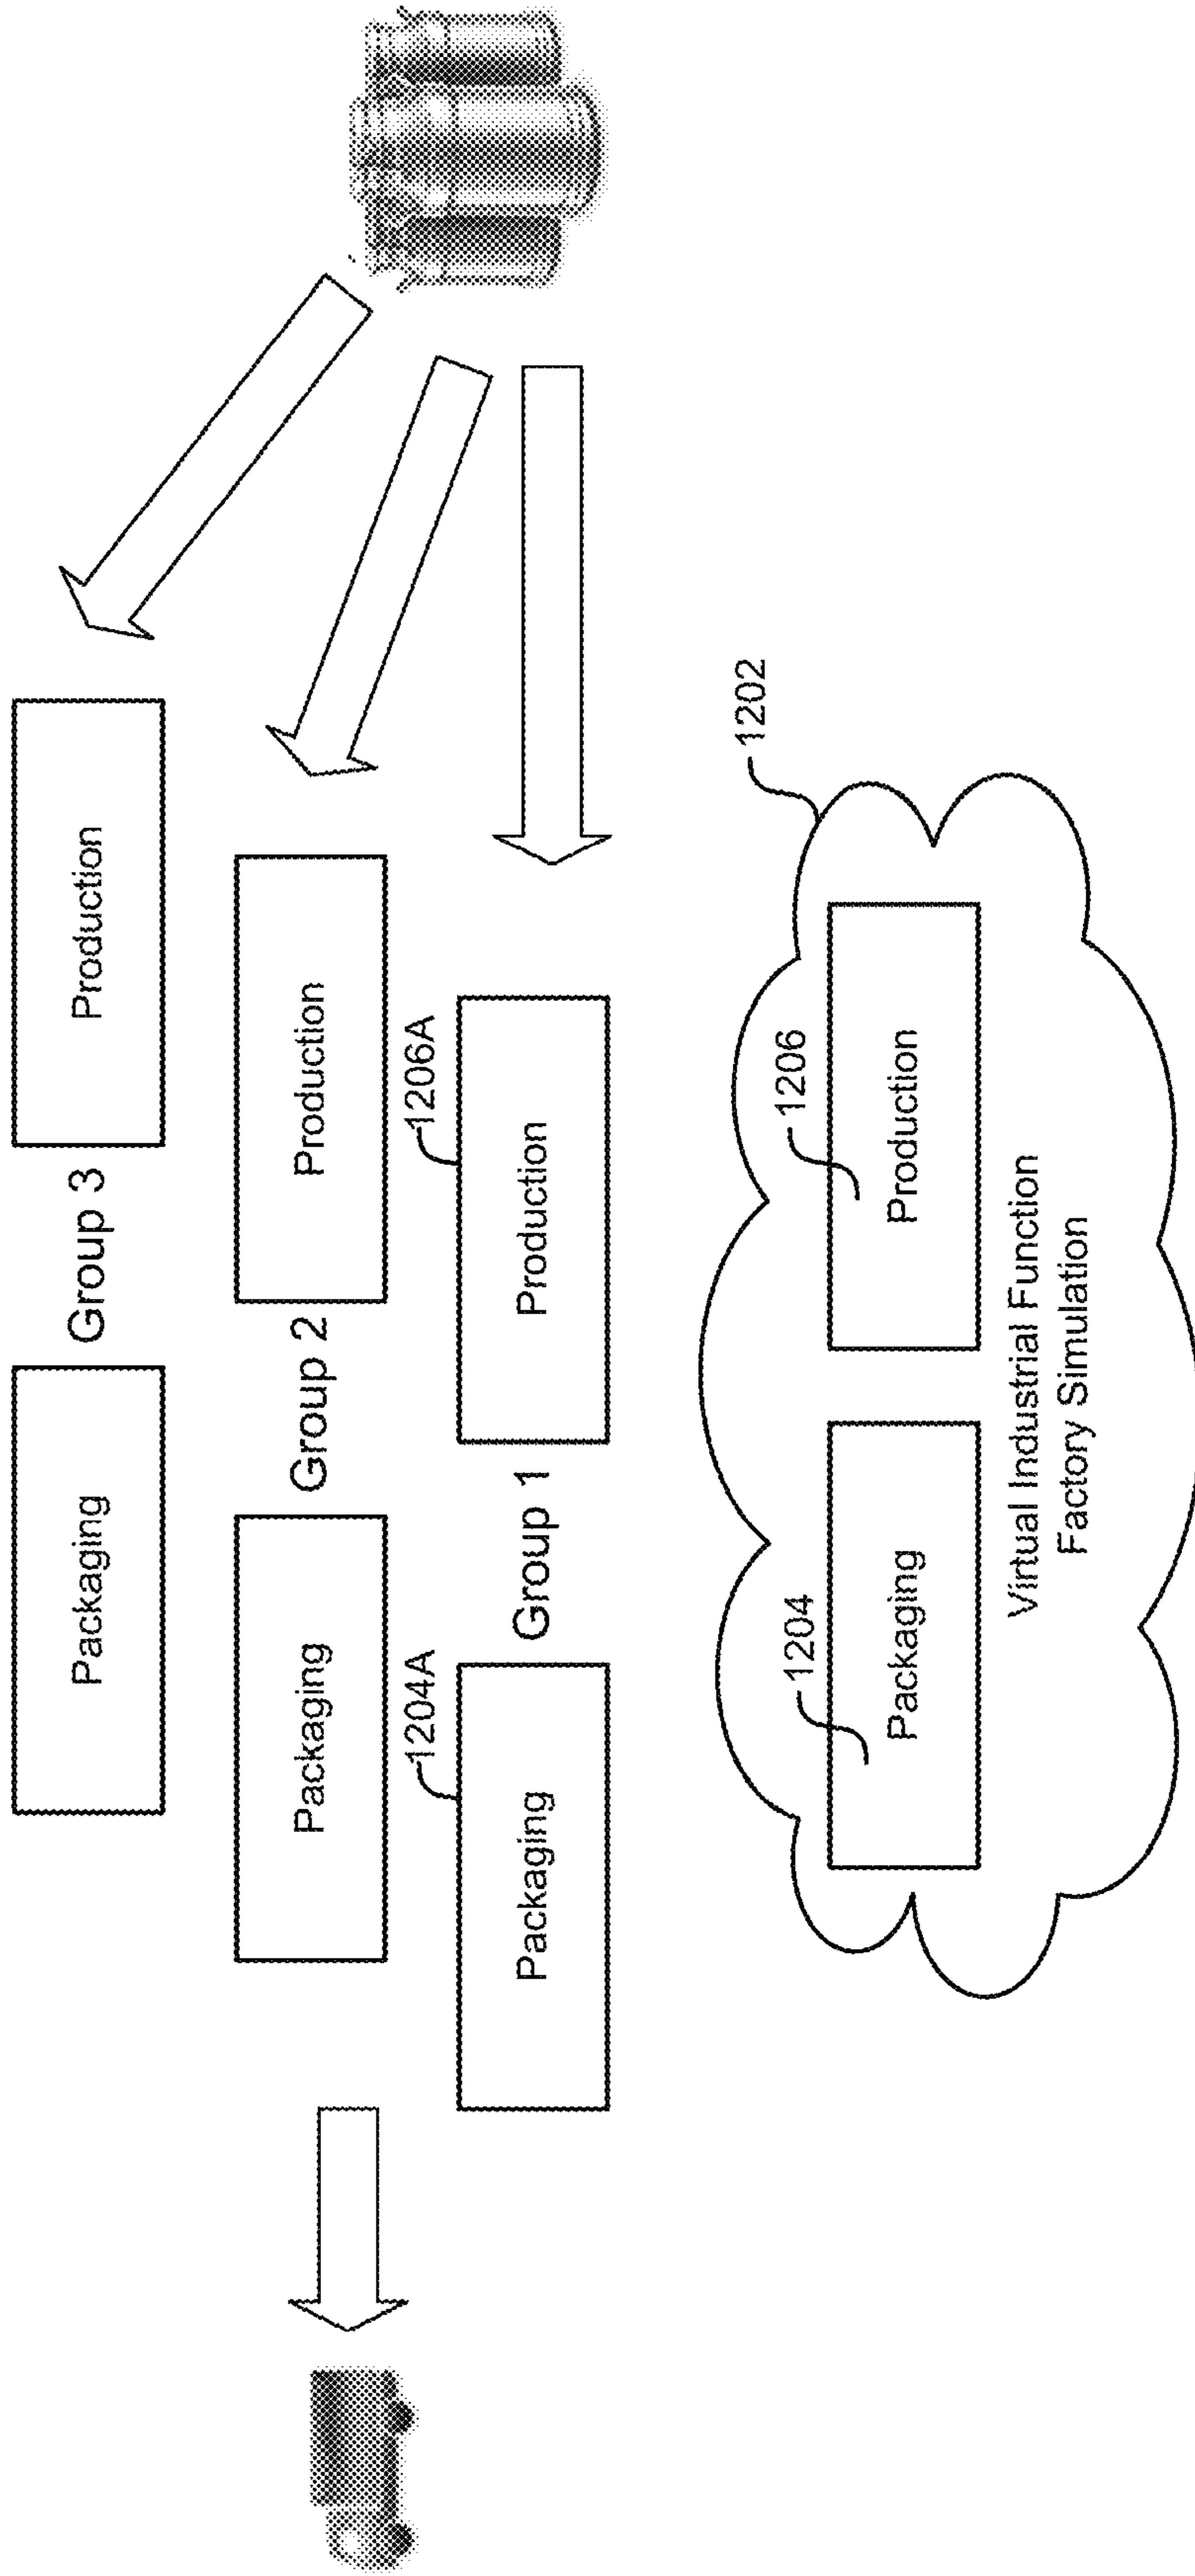 Packaging
Group 3
Production
Packaging
Group 2
Production
1204A
1206A
Packaging
Group 1
Production
1202
1204
1206
Packaging
Production
Virtual Industrial Function
Factory Simulation